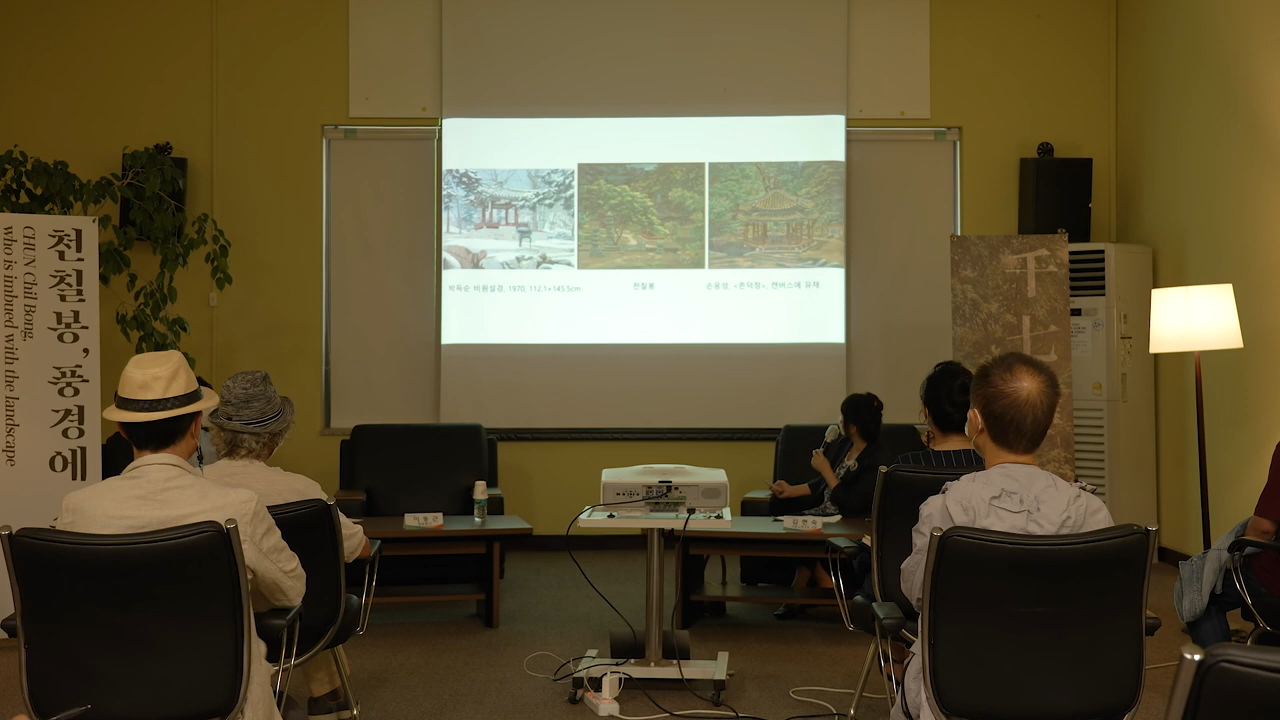 천칠봉, 풍경에
CHUN Chil Bong,
who is imbued with the landscape
박득순 비원설경, 1970, 112.1×145.5cm
천칠봉
손응성, <존덕정>, 캔버스에 유채
千七